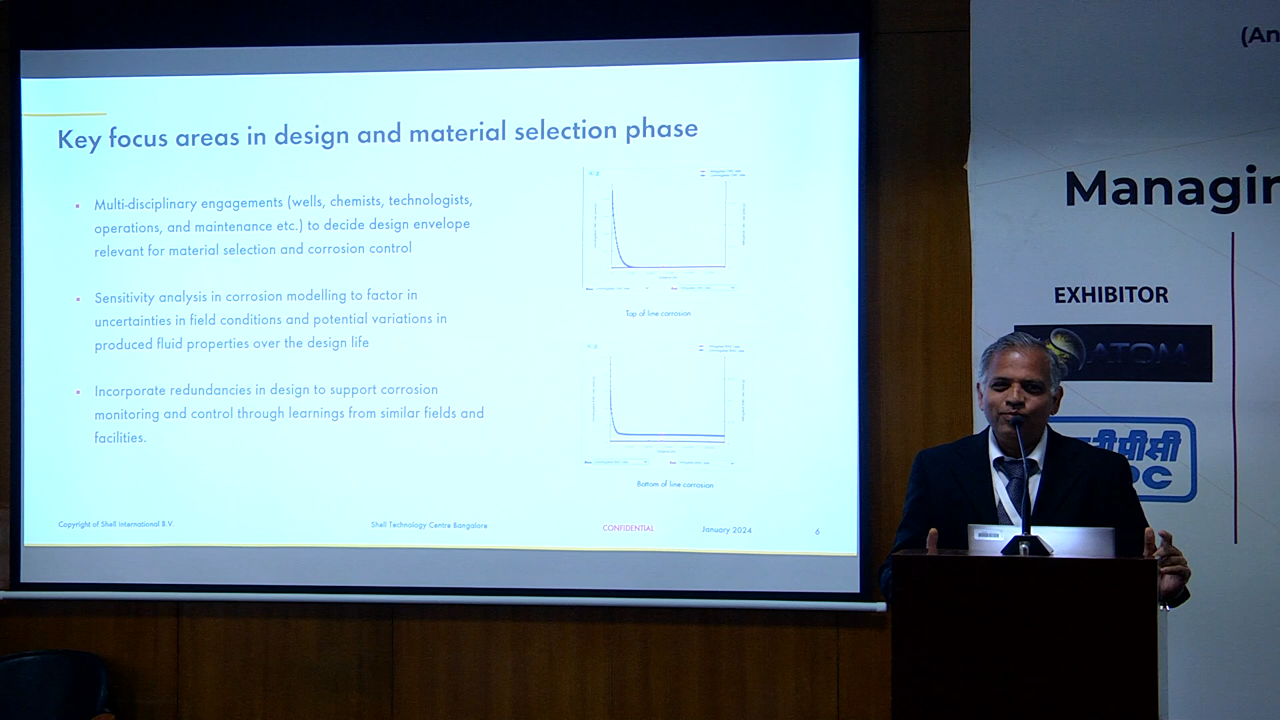 Key focus areas in design and material selection phase
Multi-disciplinary engagements (wells, chemists, technologists,
operations, and maintenance etc.) to decide design envelope
relevant for material selection and corrosion control
Sensitivity analysis in corrosion modelling to factor in
uncertainties in field conditions and potential variations in
produced fluid properties over the design life
Incorporate redundancies in design to support corrosion
monitoring and control through learnings from similar fields and
facilities.
Top of line corrosion
Bottom of line corrosion
Copyright of Shell International B.V.
Shell Technology Centre Bangalore
CONFIDENTIAL
January 2024
6
(An
Managin
EXHIBITOR
ATOM